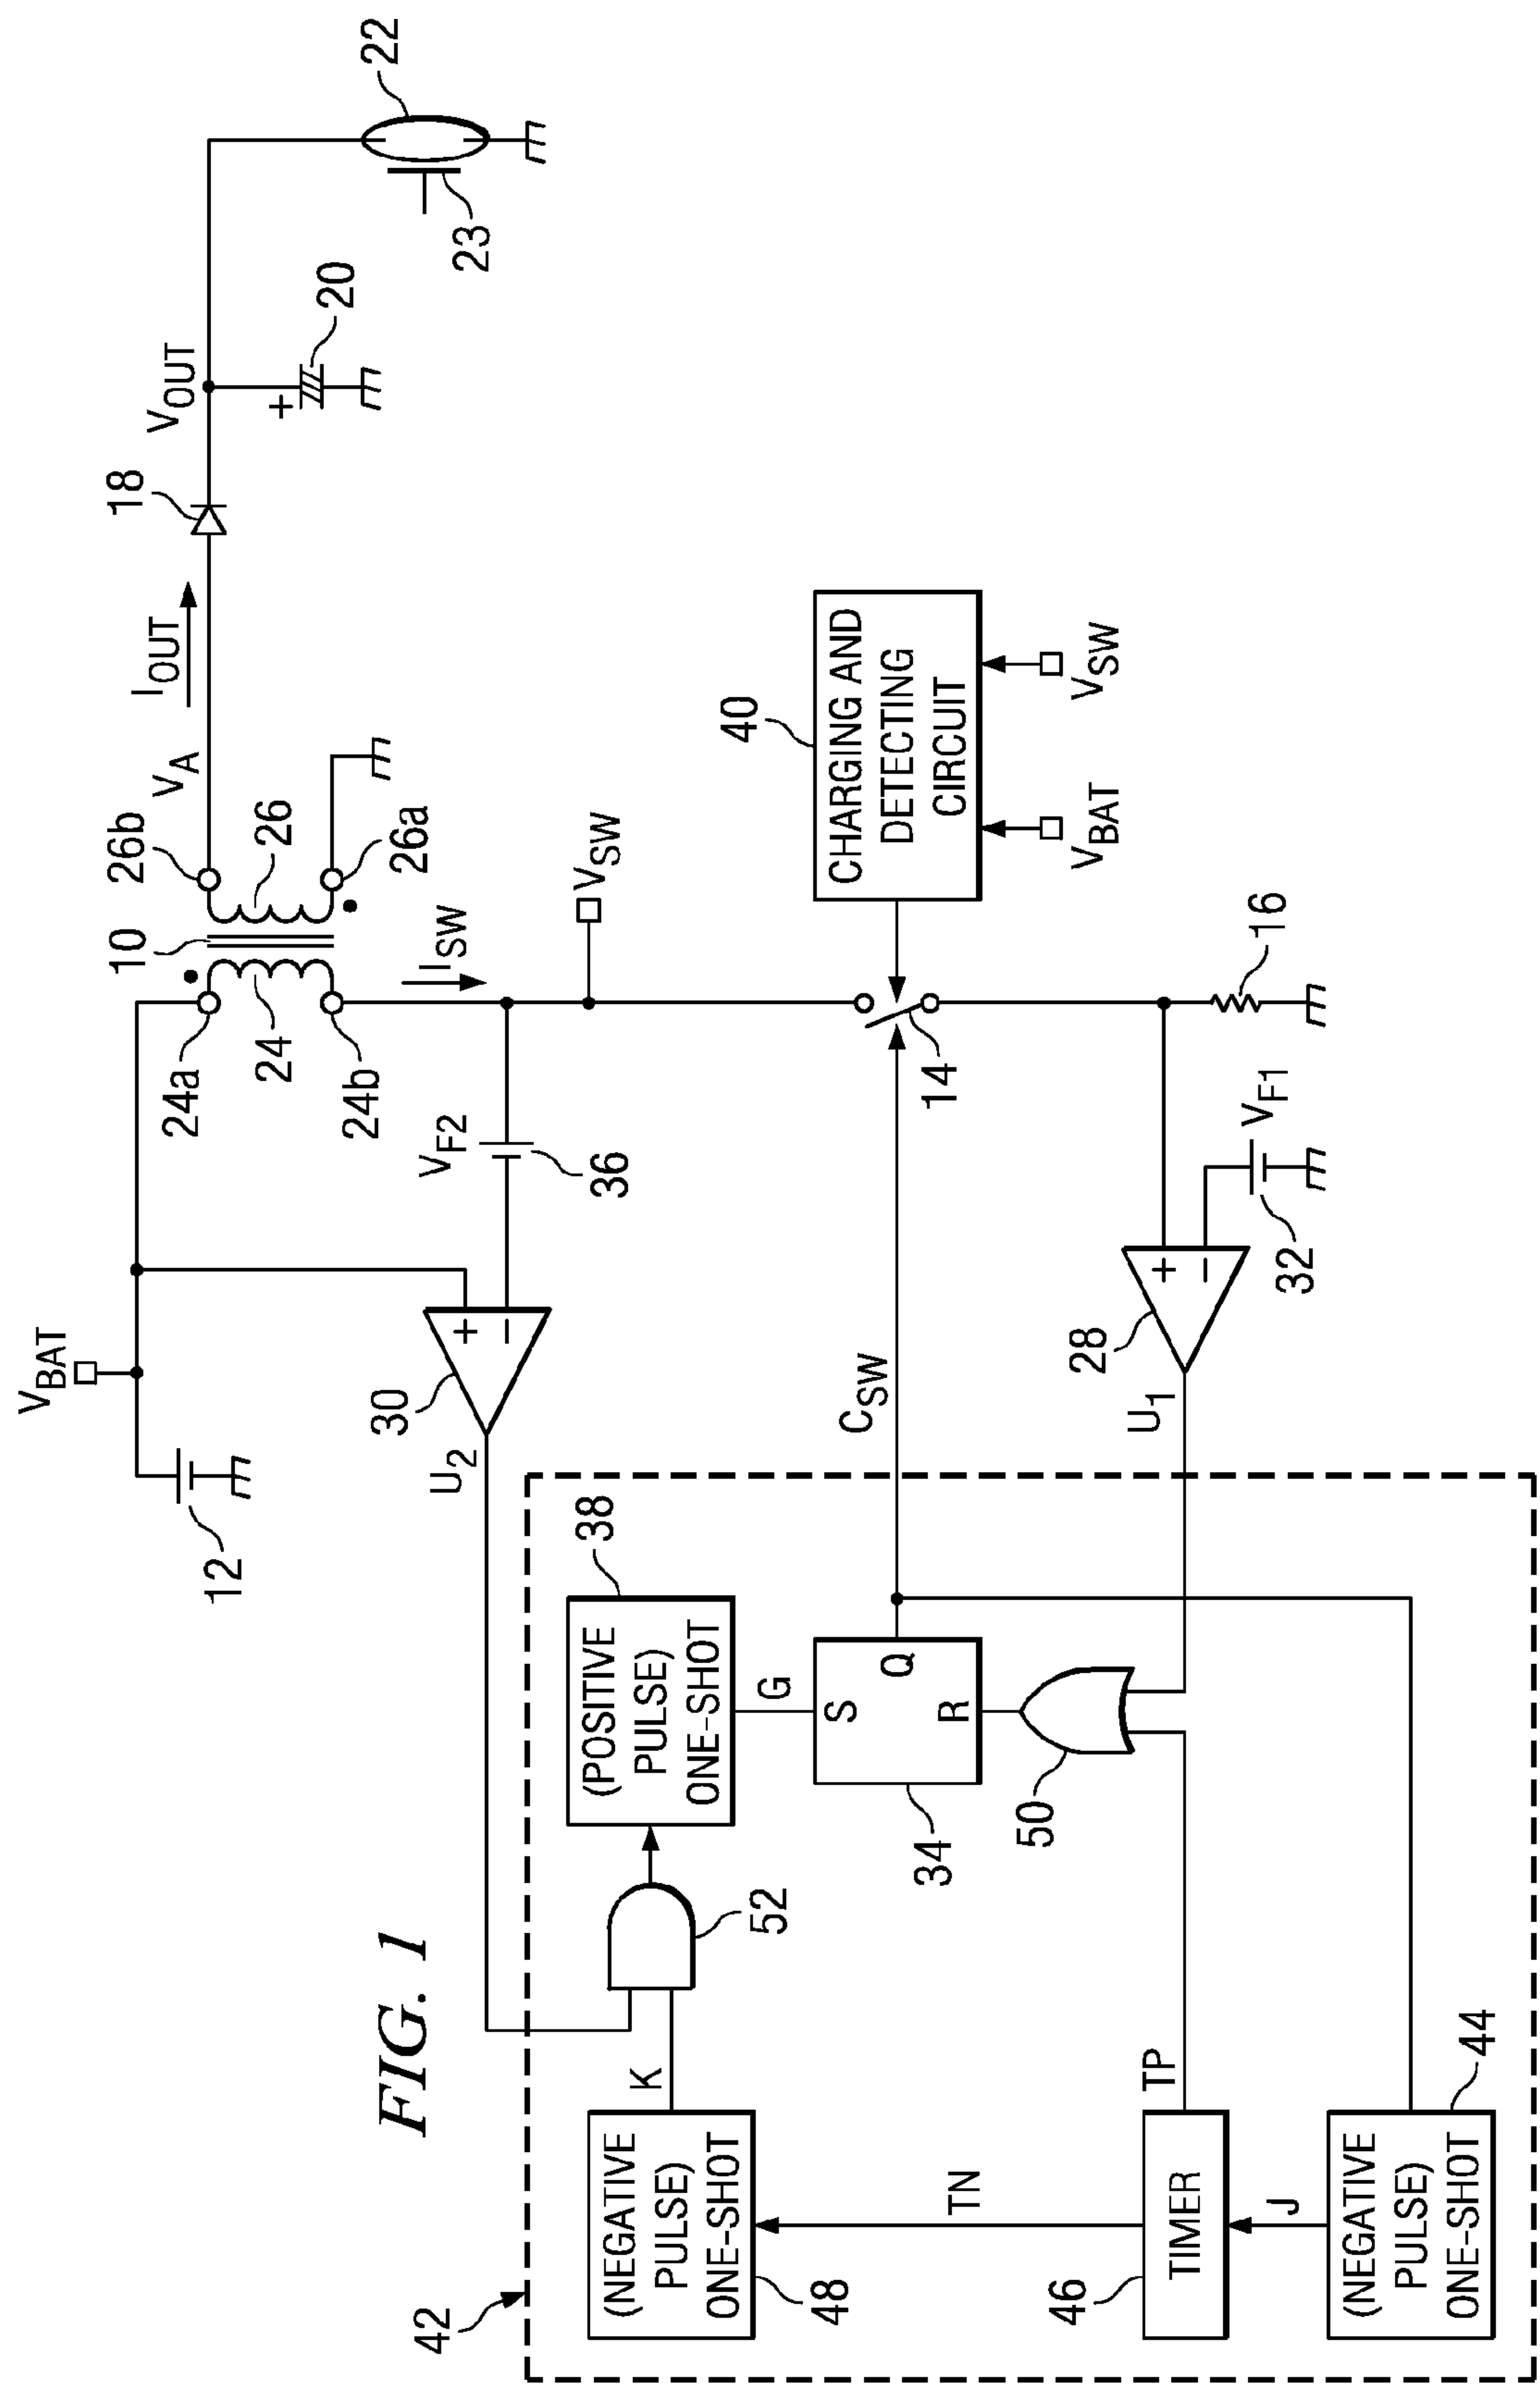 FIG. 1
42
(NEGATIVE
PULSE)
ONE-SHOT
48
K
TN
TIMER
46
TP
J
(NEGATIVE
PULSE)
ONE-SHOT
44
52
(POSITIVE
PULSE)
ONE-SHOT
38
G
S
Q
R
34
50
U2
U1
CSW
12
VBAT
30
+
−
28
+
−
32
VF1
VF2
36
24a
24
24b
10
26b
26
26a
ISW
VSW
14
16
40
CHARGING AND
DETECTING
CIRCUIT
VBAT
VSW
VA
IOUT
18
VOUT
+
20
23
22